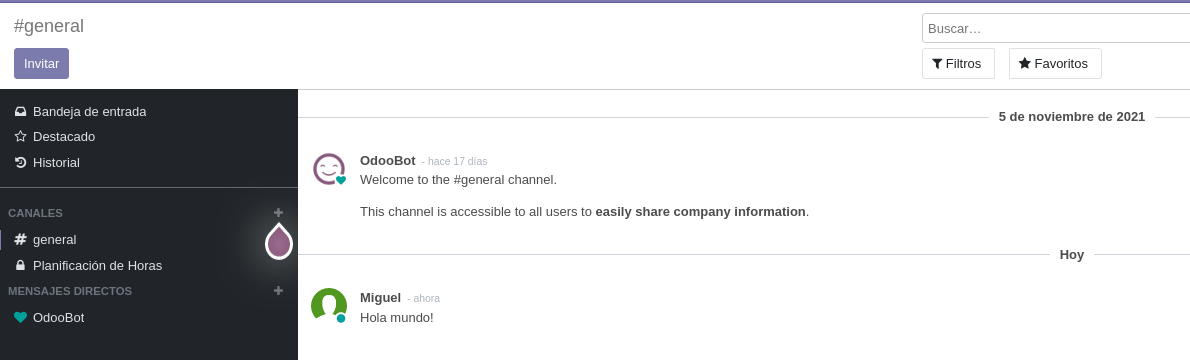 #general
Buscar…
Invitar
Filtros
Favoritos
Bandeja de entrada
Destacado
Historial
CANALES
general
Planificación de Horas
MENSAJES DIRECTOS
OdooBot
5 de noviembre de 2021
OdooBot - hace 17 días
Welcome to the #general channel.
This channel is accessible to all users to easily share company information.
Hoy
Miguel - ahora
Hola mundo!